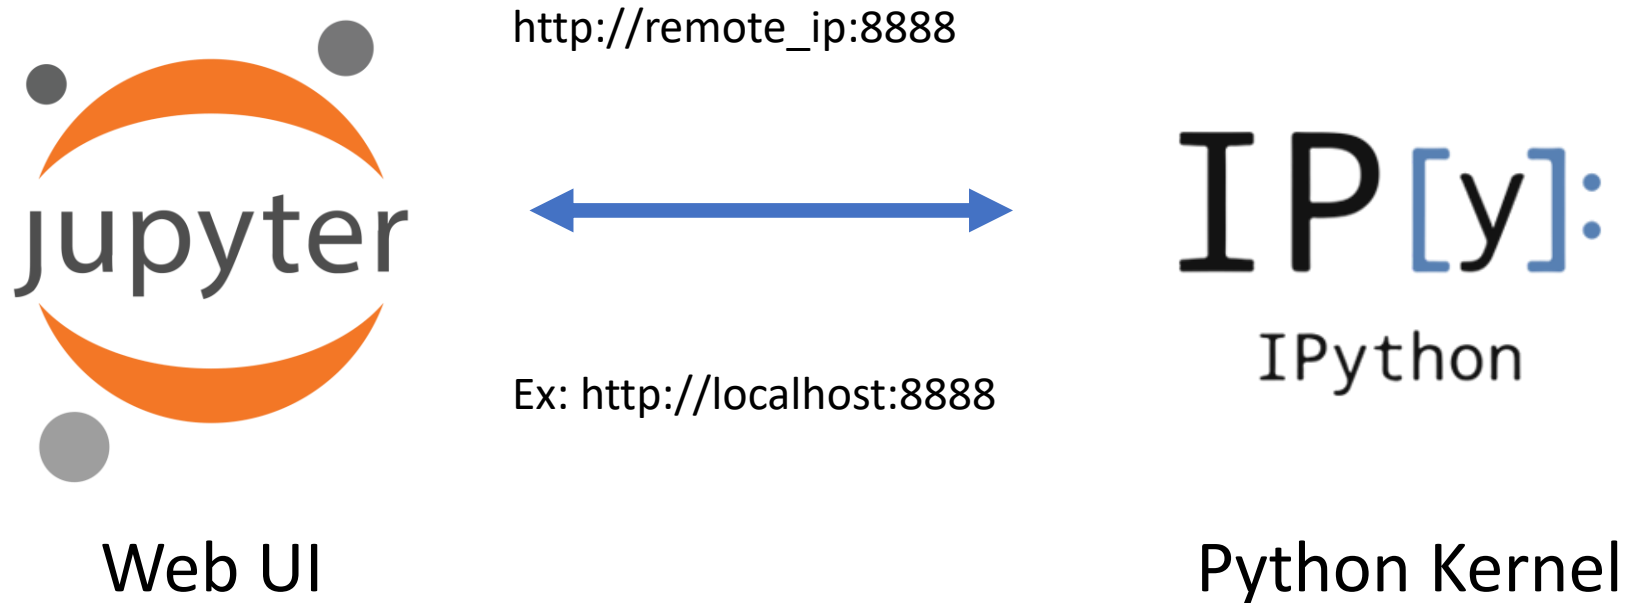 http://remote_ip:8888
jupyter
IP[y]:
IPython
Ex: http://localhost:8888
Web UI
Python Kernel